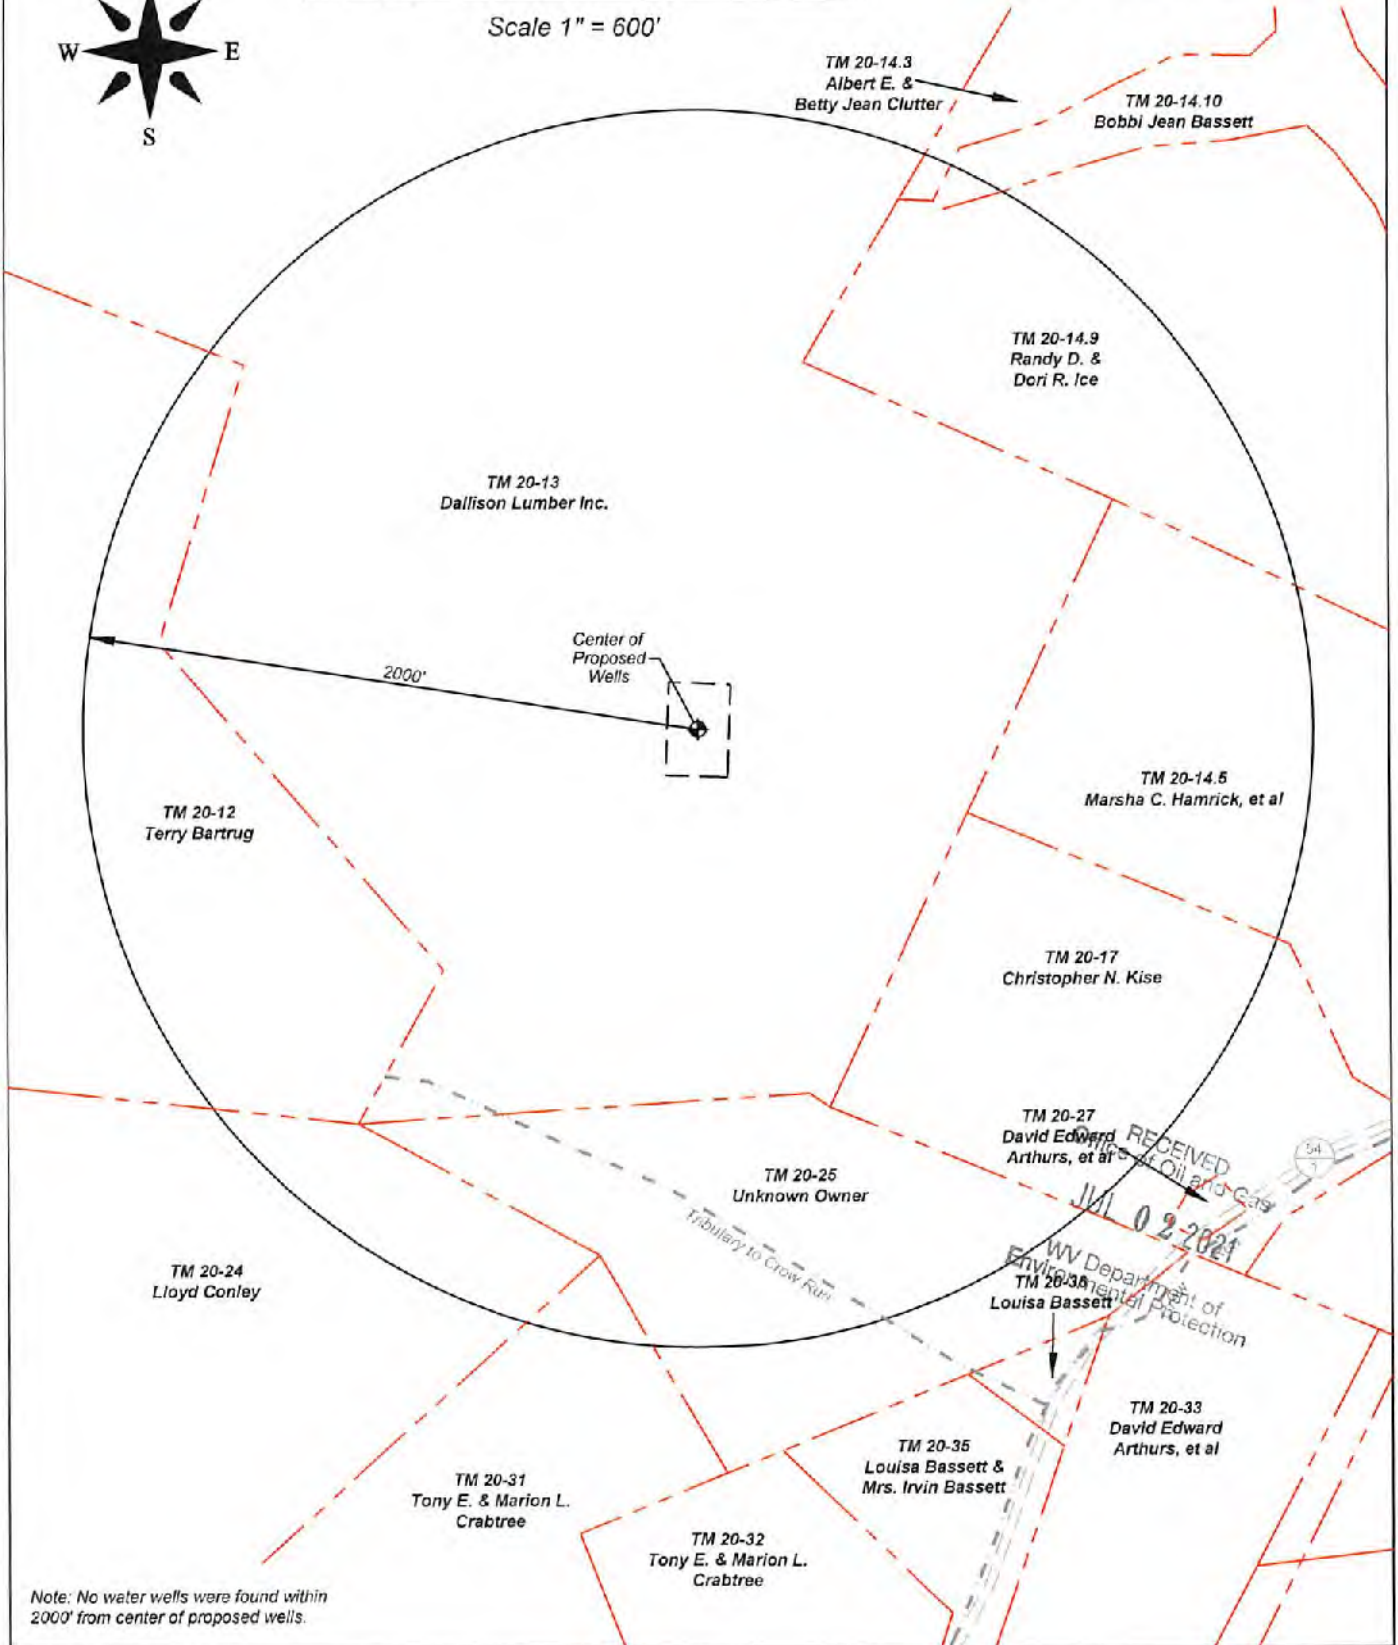 Scale 1" = 600'
W
E
S
TM 20-14.3
Albert E. &
Betty Jean Clutter
TM 20-14.10
Bobbi Jean Bassett
TM 20-14.9
Randy D. &
Dori R. Ice
TM 20-13
Dallison Lumber Inc.
Center of
Proposed
Wells
2000'
TM 20-14.5
Marsha C. Hamrick, et al
TM 20-12
Terry Bartrug
TM 20-17
Christopher N. Kise
TM 20-27
David Edward
Arthurs, et al
RECEIVED
Office of Oil and Gas
JUL 02 2021
WV Department of
Environmental Protection
54
TM 20-25
Unknown Owner
Tributary to Crow Run
TM 20-24
Lloyd Conley
TM 20-36
Louisa Bassett
TM 20-33
David Edward
Arthurs, et al
TM 20-35
Louisa Bassett &
Mrs. Irvin Bassett
TM 20-31
Tony E. & Marion L.
Crabtree
TM 20-32
Tony E. & Marion L.
Crabtree
Note: No water wells were found within
2000' from center of proposed wells.